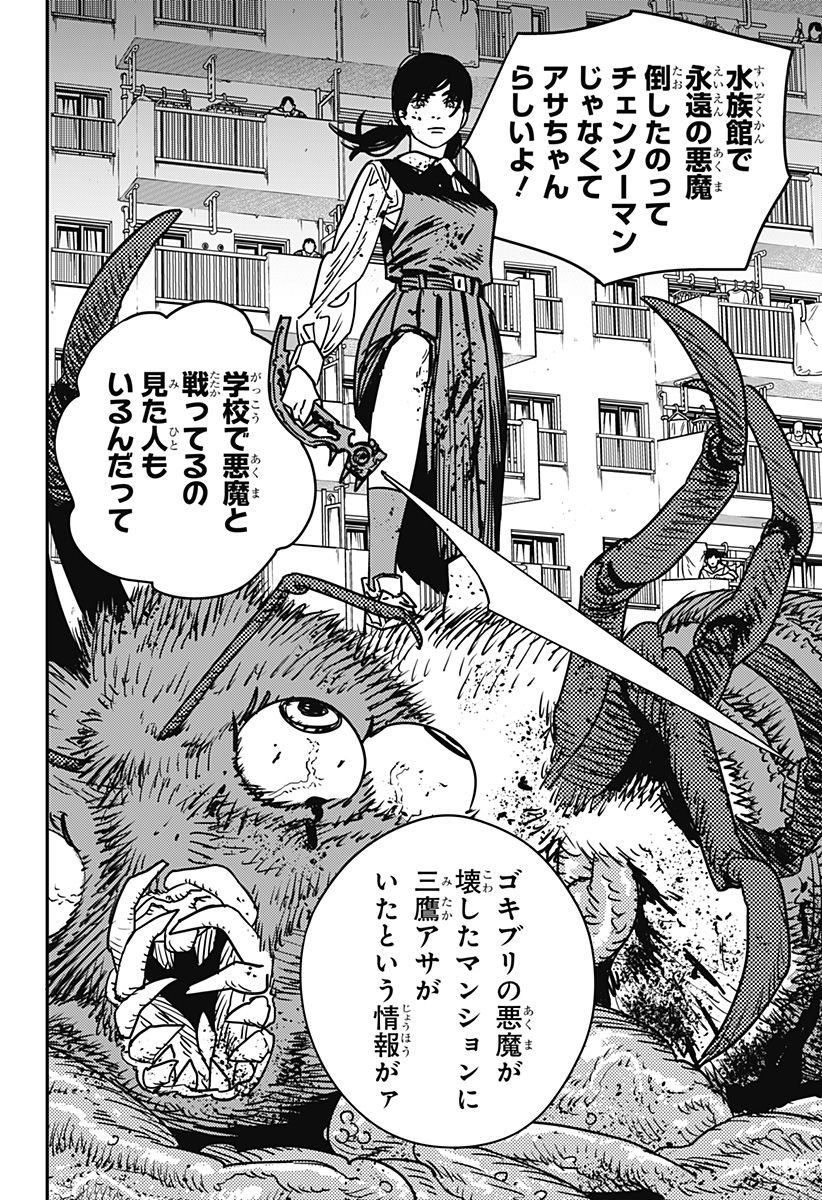 水族館で
永遠の悪魔
倒したのって
チェンソーマン
じゃなくて
アサちゃん
らしいよ！
学校で悪魔と
戦ってるの
見た人も
いるんだって
ゴキブリの悪魔が
壊したマンションに
三鷹アサが
いたという情報がァ